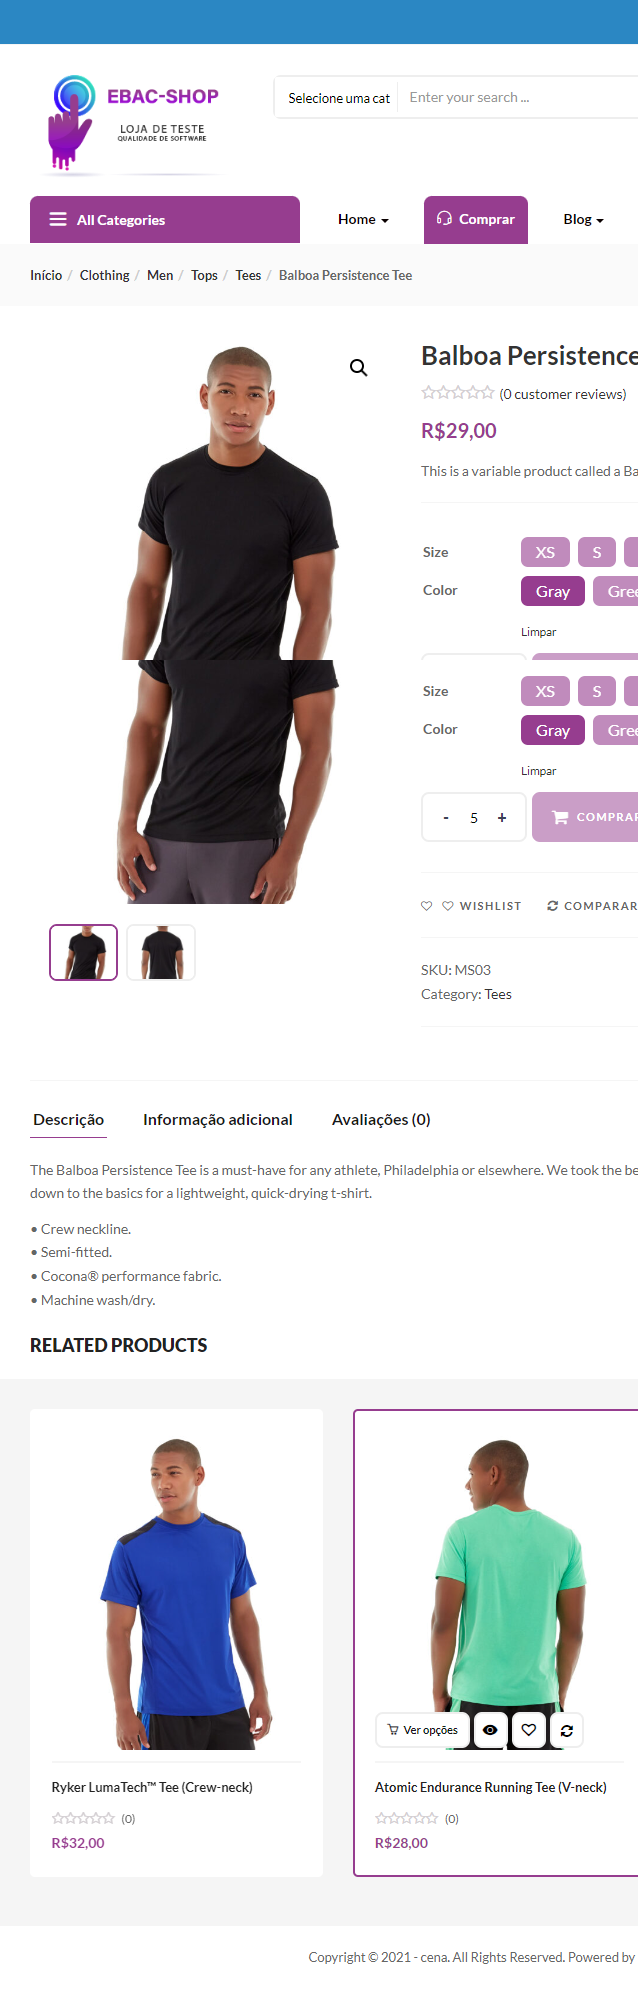 EBAC-SHOP
LOJA DE TESTE
QUALIDADE DE SOFTWARE
Selecione uma cat
Enter your search ...
All Categories
Home
Comprar
Blog
Início / Clothing / Men / Tops / Tees / Balboa Persistence Tee
Balboa Persistence
(0 customer reviews)
R$29,00
This is a variable product called a Ba
Size XS S
Color Gray Gree
Limpar
Size XS S
Color Gray Gree
Limpar
- 5 + COMPRAR
WISHLIST COMPARAR
SKU: MS03
Category: Tees
Descrição Informação adicional Avaliações (0)
The Balboa Persistence Tee is a must-have for any athlete, Philadelphia or elsewhere. We took the be
down to the basics for a lightweight, quick-drying t-shirt.
• Crew neckline.
• Semi-fitted.
• Cocona® performance fabric.
• Machine wash/dry.
RELATED PRODUCTS
Ver opções
Ryker LumaTech™ Tee (Crew-neck)
(0)
R$32,00
Atomic Endurance Running Tee (V-neck)
(0)
R$28,00
Copyright © 2021 - cena. All Rights Reserved. Powered by